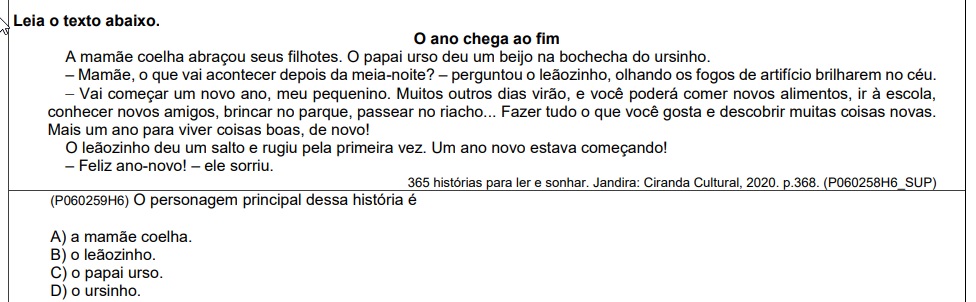 Leia o texto abaixo.
O ano chega ao fim
A mamãe coelha abraçou seus filhotes. O papai urso deu um beijo na bochecha do ursinho.
– Mamãe, o que vai acontecer depois da meia-noite? – perguntou o leãozinho, olhando os fogos de artifício brilharem no céu.
– Vai começar um novo ano, meu pequenino. Muitos outros dias virão, e você poderá comer novos alimentos, ir à escola,
conhecer novos amigos, brincar no parque, passear no riacho... Fazer tudo o que você gosta e descobrir muitas coisas novas.
Mais um ano para viver coisas boas, de novo!
O leãozinho deu um salto e rugiu pela primeira vez. Um ano novo estava começando!
– Feliz ano-novo! – ele sorriu.
365 histórias para ler e sonhar. Jandira: Ciranda Cultural, 2020. p.368. (P060258H6_SUP)
(P060259H6) O personagem principal dessa história é
A) a mamãe coelha.
B) o leãozinho.
C) o papai urso.
D) o ursinho.